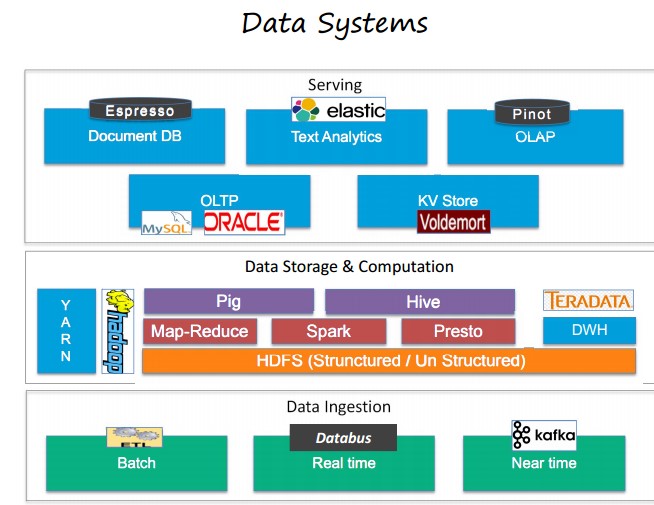 Data Systems
Serving
Espresso
Document DB
elastic
Text Analytics
Pinot
OLAP
OLTP
MySQL
ORACLE®
KV Store
Voldemort
Data Storage & Computation
YARN
hadoop
Pig
Hive
TERADATA
Map-Reduce
Spark
Presto
DWH
HDFS (Strunctured / Un Structured)
Data Ingestion
ETL
Batch
Databus
Real time
kafka
Near time